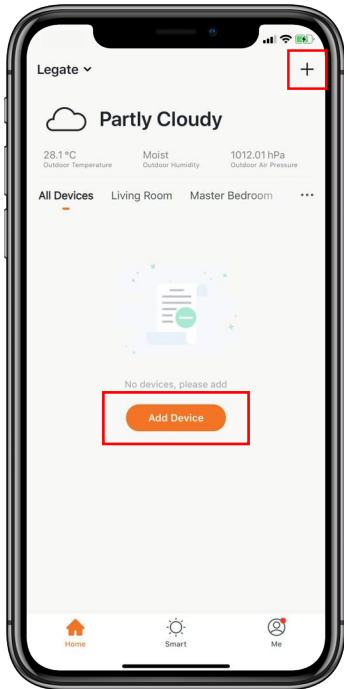 Legate
Partly Cloudy
28.1 °C Moist 1012.01 hPa
Outdoor Temperature Outdoor Humidity Outdoor Air Pressure
All Devices Living Room Master Bedroom ...
No devices, please add
Add Device
Home Smart Me